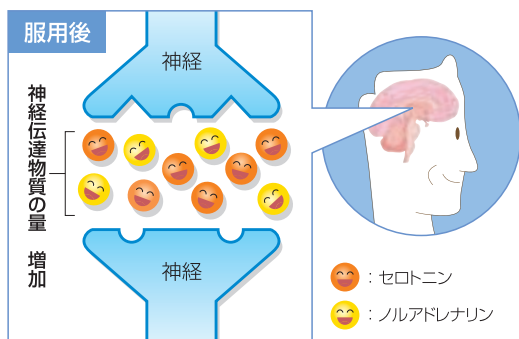 服用後
神経
神経伝達物質の量 増加
神経
：セロトニン
：ノルアドレナリン